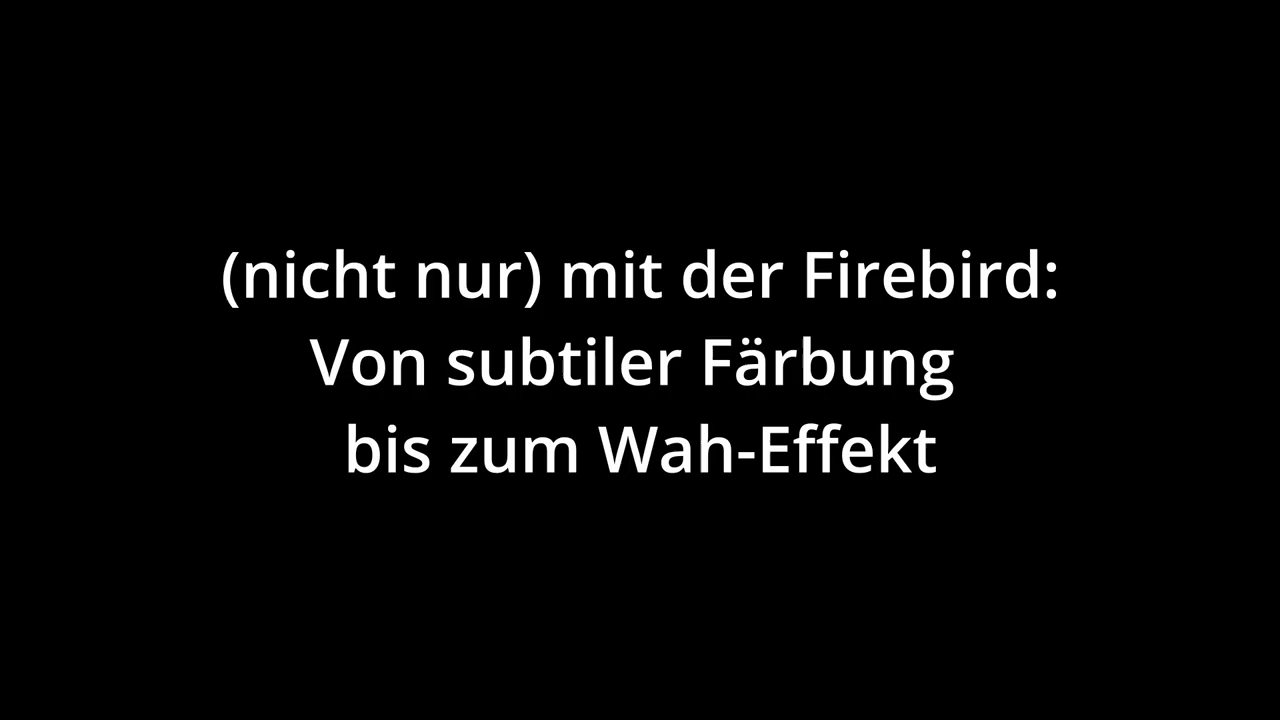 (nicht nur) mit der Firebird:
Von subtiler Färbung
bis zum Wah-Effekt